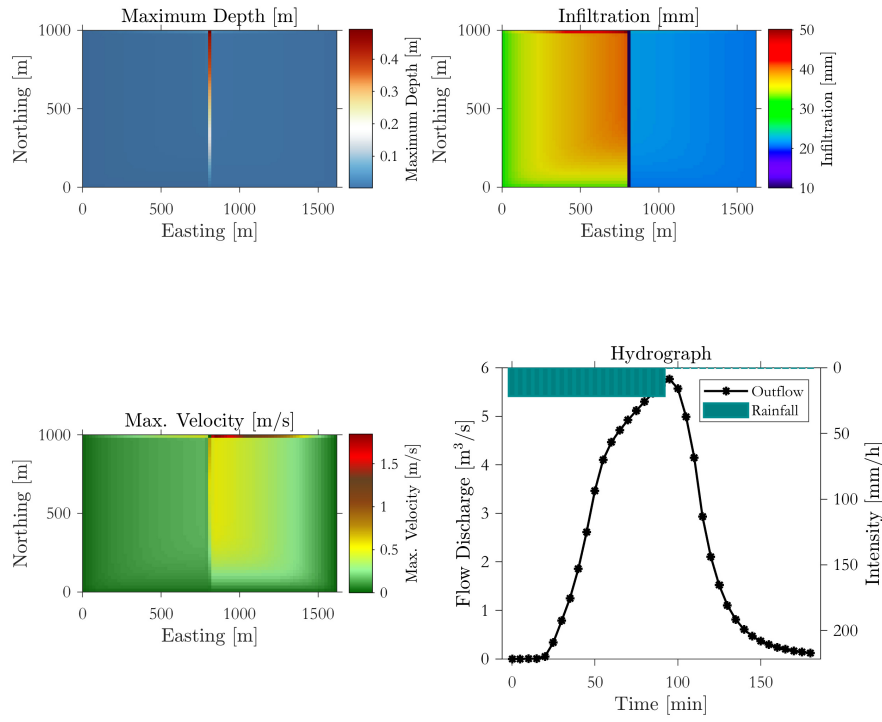 Maximum Depth [m]
1000
500
0
0
500
1000
1500
Northing [m]
Easting [m]
0.4
0.3
0.2
0.1
Maximum Depth [m]
Infiltration [mm]
1000
500
0
0
500
1000
1500
Northing [m]
Easting [m]
50
40
30
20
10
Infiltration [mm]
Max. Velocity [m/s]
1000
500
0
0
500
1000
1500
Northing [m]
Easting [m]
1.5
1
0.5
0
Max. Velocity [m/s]
Hydrograph
6
5
4
3
2
1
0
Flow Discharge [m³/s]
0
50
100
150
Time [min]
0
50
100
150
200
Intensity [mm/h]
Outflow
Rainfall